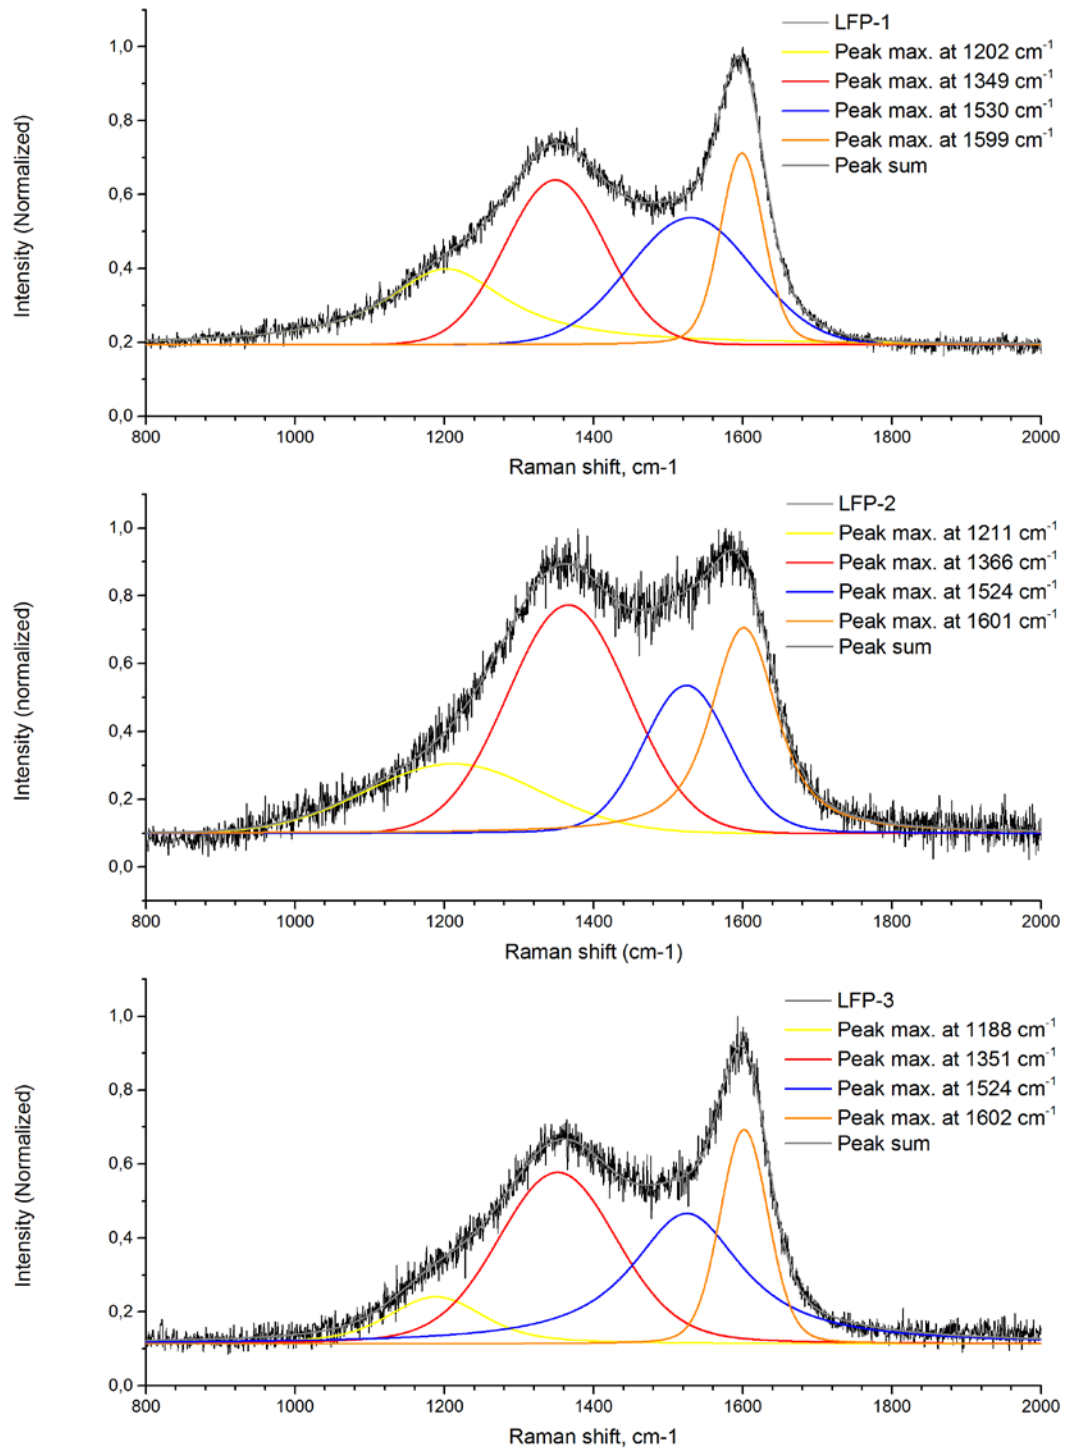 LFP-1
Peak max. at 1202 cm-1
Peak max. at 1349 cm-1
Peak max. at 1530 cm-1
Peak max. at 1599 cm-1
Peak sum
Intensity (Normalized)
1,0
0,8
0,6
0,4
0,2
0,0
800 1000 1200 1400 1600 1800 2000
Raman shift, cm-1
LFP-2
Peak max. at 1211 cm-1
Peak max. at 1366 cm-1
Peak max. at 1524 cm-1
Peak max. at 1601 cm-1
Peak sum
Intensity (normalized)
1,0
0,8
0,6
0,4
0,2
0,0
800 1000 1200 1400 1600 1800 2000
Raman shift (cm-1)
LFP-3
Peak max. at 1188 cm-1
Peak max. at 1351 cm-1
Peak max. at 1524 cm-1
Peak max. at 1602 cm-1
Peak sum
Intensity (Normalized)
1,0
0,8
0,6
0,4
0,2
0,0
800 1000 1200 1400 1600 1800 2000
Raman shift, cm-1